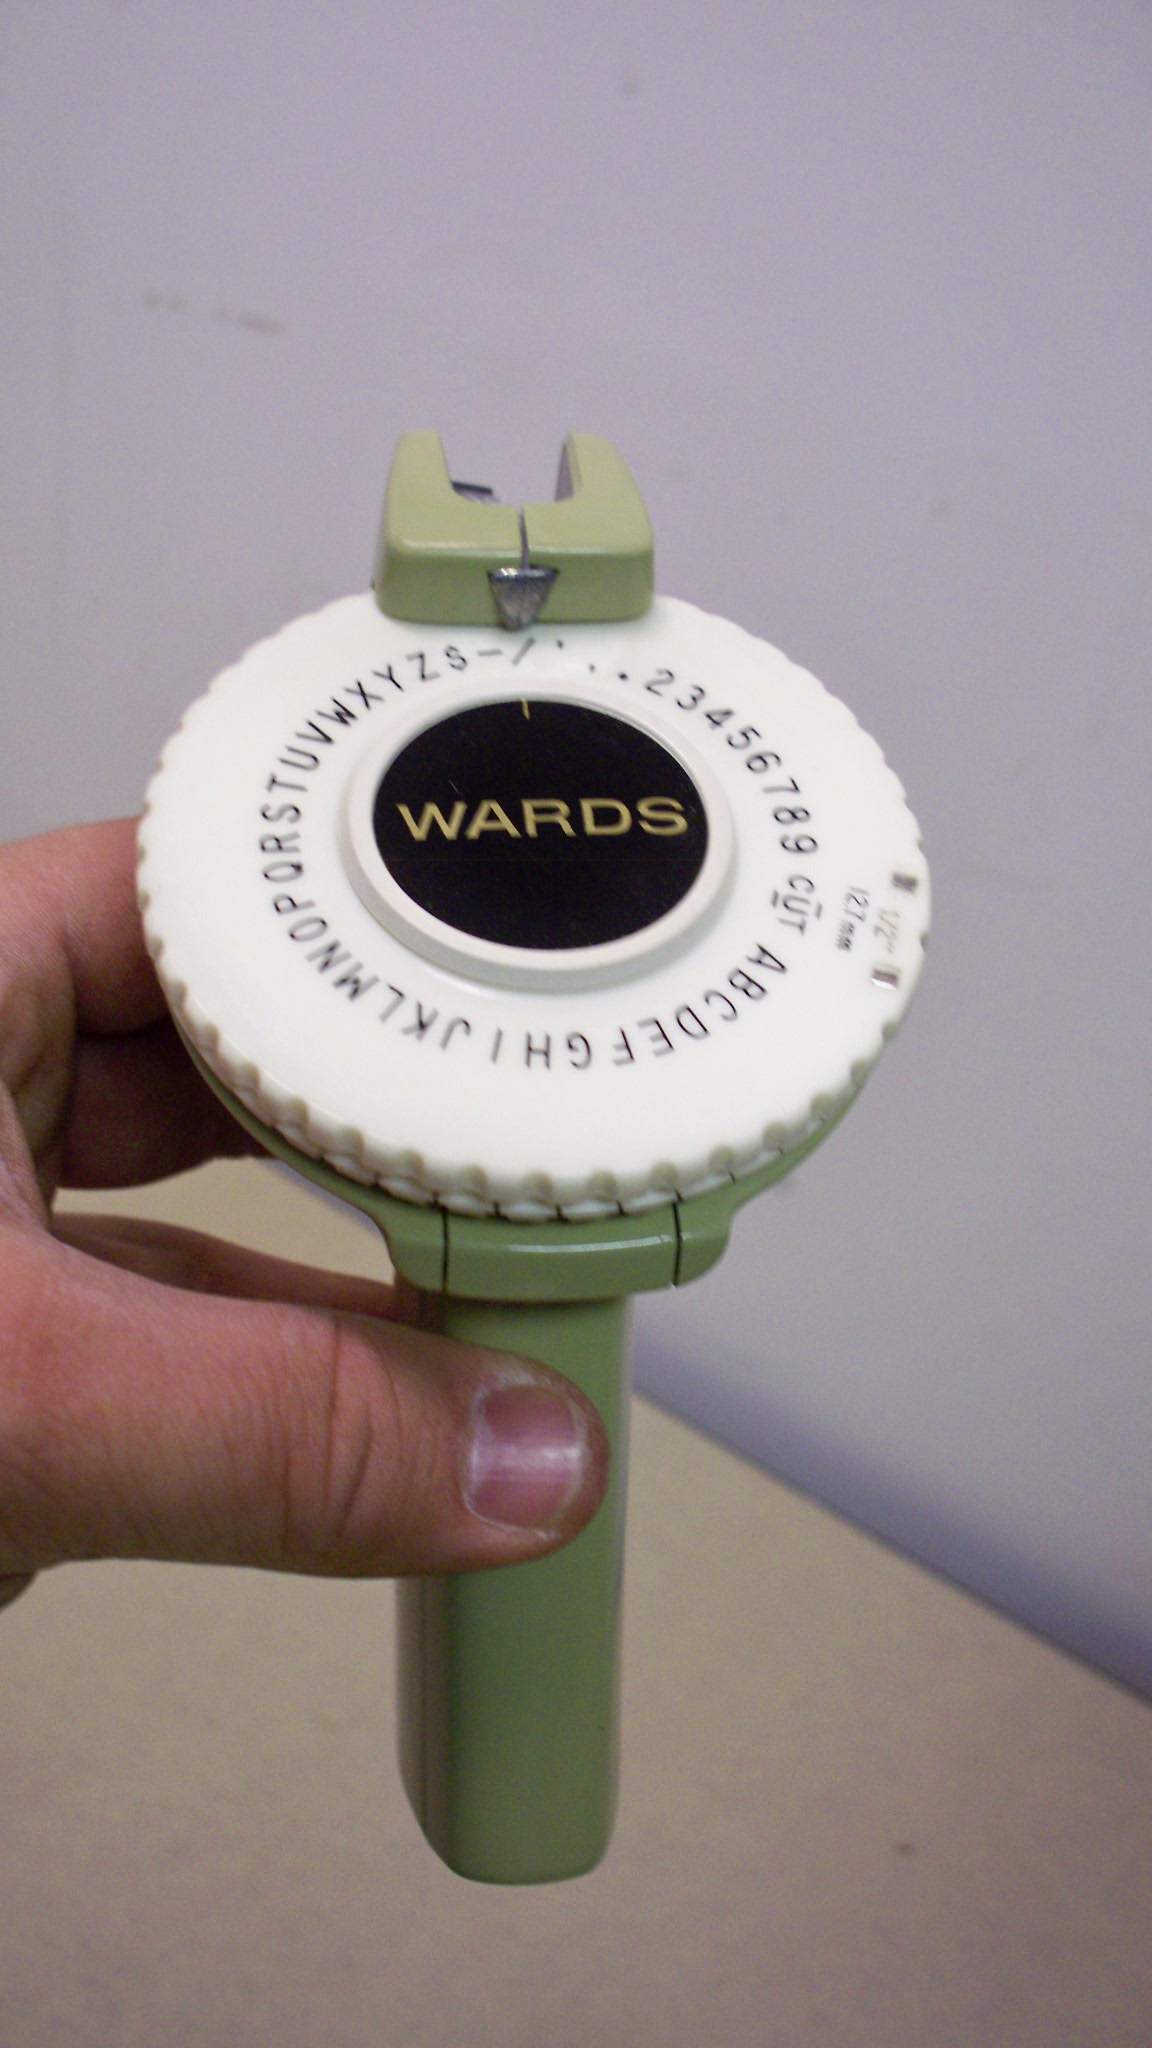 WARDS
ABCDEFGHIJKLMNOPQRSTUVWXYZ$-/'..23456789 CUT
1/2"
12.7mm